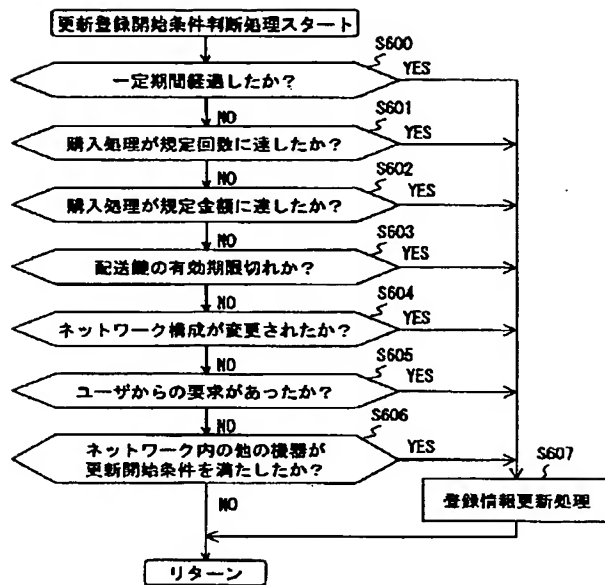 更新登録開始条件判断処理スタート
S600
一定期間経過したか?
YES
NO
S601
購入処理が規定回数に達したか?
YES
NO
S602
購入処理が規定金額に達したか?
YES
NO
S603
配送鍵の有効期限切れか?
YES
NO
S604
ネットワーク構成が変更されたか?
YES
NO
S605
ユーザからの要求があったか?
YES
NO
S606
ネットワーク内の他の機器が
更新開始条件を満たしたか?
YES
NO
S607
登録情報更新処理
リターン